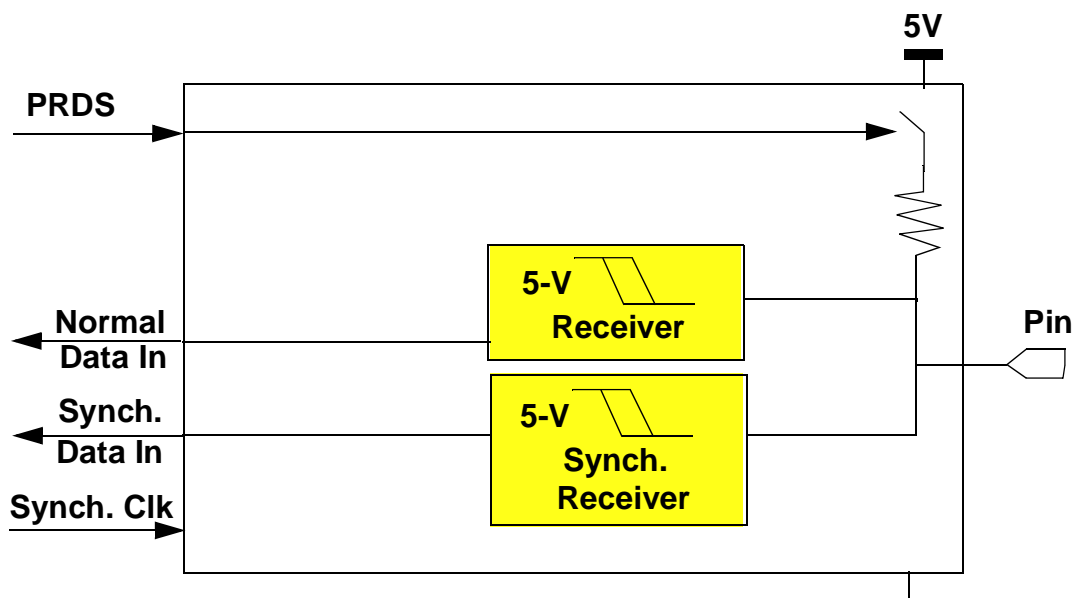 5V
PRDS
5-V
Receiver
Normal
Data In
Pin
5-V
Synch.
Receiver
Synch.
Data In
Synch. Clk